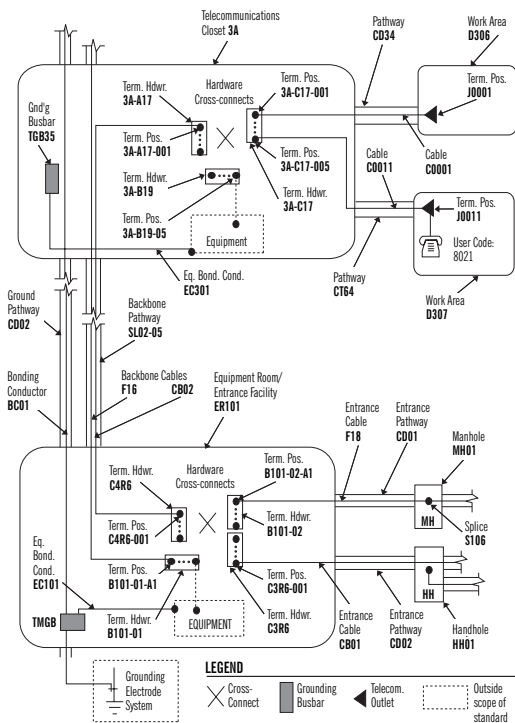 Telecommunications
Closet 3A
Pathway
CD34
Work Area
D306
Term. Hdwr.
3A-A17
Hardware
Cross-connects
Term. Pos.
3A-C17-001
Term. Pos.
J0001
Gnd'g
Busbar
TGB35
Term. Pos.
3A-A17-001
Term. Pos.
3A-C17-005
Cable
C0011
Cable
C0001
Term. Hdwr.
3A-B19
Term. Hdwr.
3A-C17
Term. Pos.
J0011
Term. Pos.
3A-B19-05
Equipment
User Code:
8021
Eq. Bond. Cond.
EC301
Pathway
CT64
Work Area
D307
Ground
Pathway
CD02
Backbone
Pathway
SL02-05
Bonding
Conductor
BC01
Backbone Cables
F16 CB02
Equipment Room/
Entrance Facility
ER101
Entrance
Cable
F18
Entrance
Pathway
CD01
Manhole
MH01
Term. Hdwr.
C4R6
Hardware
Cross-connects
Term. Pos.
B101-02-A1
Term. Pos.
C4R6-001
Term. Hdwr.
B101-02
MH
Splice
S106
Eq.
Bond.
Cond.
EC101
Term. Pos.
B101-01-A1
Term. Pos.
C3R6-001
HH
TMGB
Term. Hdwr.
B101-01
EQUIPMENT
Term. Hdwr.
C3R6
Entrance
Cable
CB01
Entrance
Pathway
CD02
Handhole
HH01
Grounding
Electrode
System
LEGEND
Cross-
Connect
Grounding
Busbar
Telecom.
Outlet
Outside
scope of
standard